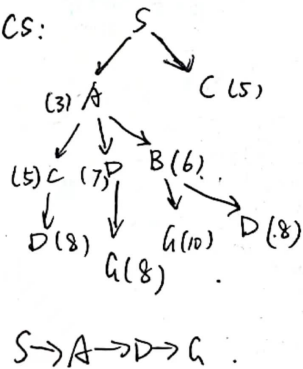 CS:
S
(3) A
C (5)
(5) C
(7) D
B (6)
D (8)
G (8)
G (10)
D (8)
S→A→D→G.